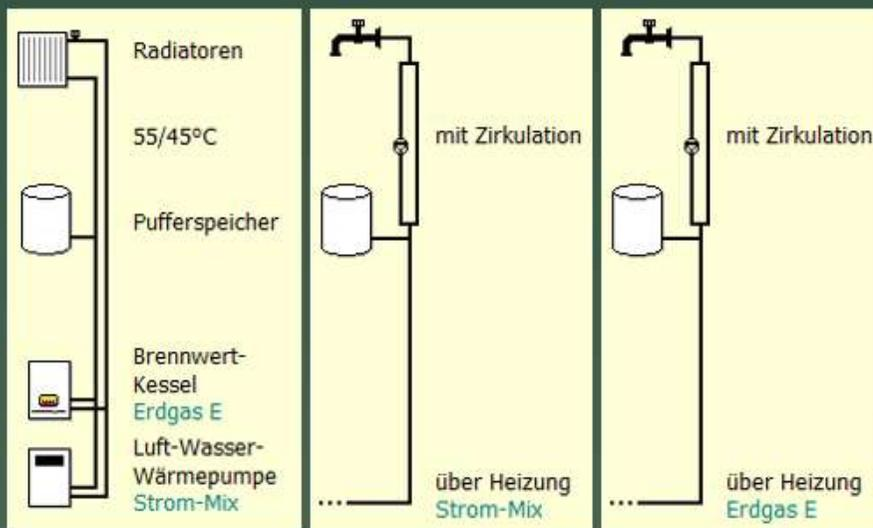 Radiatoren
55/45°C
Pufferspeicher
Brennwert-
Kessel
Erdgas E
Luft-Wasser-
Wärmepumpe
Strom-Mix
mit Zirkulation
über Heizung
Strom-Mix
mit Zirkulation
über Heizung
Erdgas E